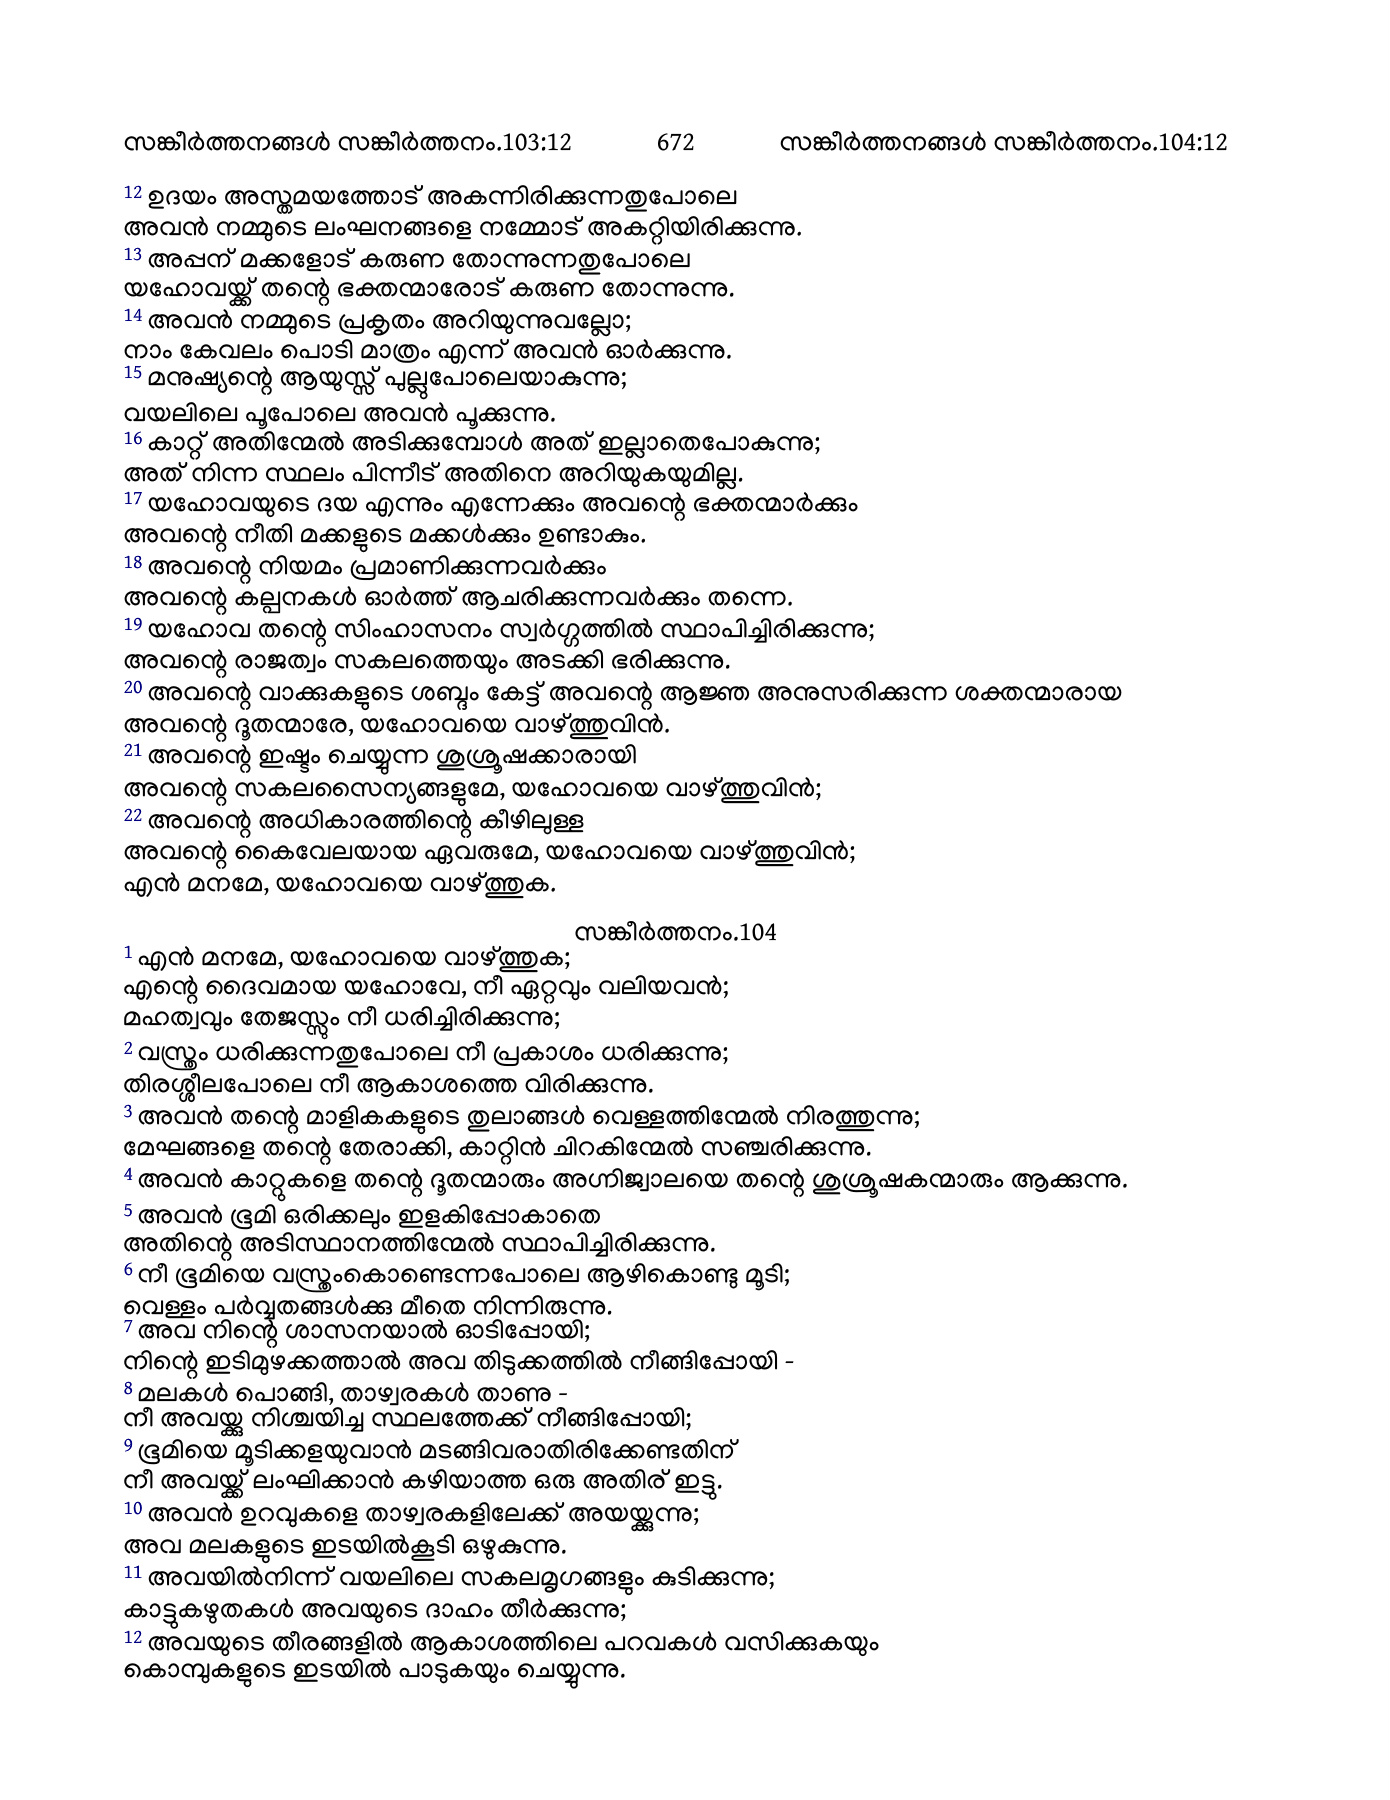 സങ്കീർത്തനങ്ങൾ സങ്കീർത്തനം.103:12 672 സങ്കീർത്തനങ്ങൾ സങ്കീർത്തനം.104:12
12 ഉദയം അസ്തമയത്തോട് അകന്നിരിക്കുന്നതുപോലെ
അവൻ നമ്മുടെ ലംഘനങ്ങളെ നമ്മോട് അകറ്റിയിരിക്കുന്നു.
13 അപ്പന് മക്കളോട് കരുണ തോന്നുന്നതുപോലെ
യഹോവയ്ക്ക് തന്റെ ഭക്തന്മാരോട് കരുണ തോന്നുന്നു.
14 അവൻ നമ്മുടെ പ്രകൃതം അറിയുന്നുവല്ലോ;
നാം കേവലം പൊടി മാത്രം എന്ന് അവൻ ഓർക്കുന്നു.
15 മനുഷ്യന്റെ ആയുസ്സ് പുല്ലുപോലെയാകുന്നു;
വയലിലെ പൂപോലെ അവൻ പൂക്കുന്നു.
16 കാറ്റ് അതിന്മേൽ അടിക്കുമ്പോൾ അത് ഇല്ലാതെപോകുന്നു;
അത് നിന്ന സ്ഥലം പിന്നീട് അതിനെ അറിയുകയുമില്ല.
17 യഹോവയുടെ ദയ എന്നും എന്നേക്കും അവന്റെ ഭക്തന്മാർക്കും
അവന്റെ നീതി മക്കളുടെ മക്കൾക്കും ഉണ്ടാകും.
18 അവന്റെ നിയമം പ്രമാണിക്കുന്നവർക്കും
അവന്റെ കല്പനകൾ ഓർത്ത് ആചരിക്കുന്നവർക്കും തന്നെ.
19 യഹോവ തന്റെ സിംഹാസനം സ്വർഗ്ഗത്തിൽ സ്ഥാപിച്ചിരിക്കുന്നു;
അവന്റെ രാജത്വം സകലത്തെയും അടക്കി ഭരിക്കുന്നു.
20 അവന്റെ വാക്കുകളുടെ ശബ്ദം കേട്ട് അവന്റെ ആജ്ഞ അനുസരിക്കുന്ന ശക്തന്മാരായ
അവന്റെ ദൂതന്മാരേ, യഹോവയെ വാഴ്ത്തുവിൻ.
21 അവന്റെ ഇഷ്ടം ചെയ്യുന്ന ശുശ്രൂഷക്കാരായി
അവന്റെ സകലസൈന്യങ്ങളുമേ, യഹോവയെ വാഴ്ത്തുവിൻ;
22 അവന്റെ അധികാരത്തിന്റെ കീഴിലുള്ള
അവന്റെ കൈവേലയായ ഏവരുമേ, യഹോവയെ വാഴ്ത്തുവിൻ;
എൻ മനമേ, യഹോവയെ വാഴ്ത്തുക.
സങ്കീർത്തനം.104
1 എൻ മനമേ, യഹോവയെ വാഴ്ത്തുക;
എന്റെ ദൈവമായ യഹോവേ, നീ ഏറ്റവും വലിയവൻ;
മഹത്വവും തേജസ്സും നീ ധരിച്ചിരിക്കുന്നു;
2 വസ്ത്രം ധരിക്കുന്നതുപോലെ നീ പ്രകാശം ധരിക്കുന്നു;
തിരശ്ശീലപോലെ നീ ആകാശത്തെ വിരിക്കുന്നു.
3 അവൻ തന്റെ മാളികകളുടെ തുലാങ്ങൾ വെള്ളത്തിന്മേൽ നിരത്തുന്നു;
മേഘങ്ങളെ തന്റെ തേരാക്കി, കാറ്റിൻ ചിറകിന്മേൽ സഞ്ചരിക്കുന്നു.
4 അവൻ കാറ്റുകളെ തന്റെ ദൂതന്മാരും അഗ്നിജ്വാലയെ തന്റെ ശുശ്രൂഷകന്മാരും ആക്കുന്നു.
5 അവൻ ഭൂമി ഒരിക്കലും ഇളകിപ്പോകാതെ
അതിന്റെ അടിസ്ഥാനത്തിന്മേൽ സ്ഥാപിച്ചിരിക്കുന്നു.
6 നീ ഭൂമിയെ വസ്ത്രംകൊണ്ടെന്നപോലെ ആഴികൊണ്ടു മൂടി;
വെള്ളം പർവ്വതങ്ങൾക്കു മീതെ നിന്നിരുന്നു.
7 അവ നിന്റെ ശാസനയാൽ ഓടിപ്പോയി;
നിന്റെ ഇടിമുഴക്കത്താൽ അവ തിടുക്കത്തിൽ നീങ്ങിപ്പോയി -
8 മലകൾ പൊങ്ങി, താഴ്വരകൾ താണു -
നീ അവയ്ക്കു നിശ്ചയിച്ച സ്ഥലത്തേക്ക് നീങ്ങിപ്പോയി;
9 ഭൂമിയെ മൂടിക്കളയുവാൻ മടങ്ങിവരാതിരിക്കേണ്ടതിന്
നീ അവയ്ക്ക് ലംഘിക്കാൻ കഴിയാത്ത ഒരു അതിര് ഇട്ടു.
10 അവൻ ഉറവുകളെ താഴ്വരകളിലേക്ക് അയയ്ക്കുന്നു;
അവ മലകളുടെ ഇടയിൽകൂടി ഒഴുകുന്നു.
11 അവയിൽനിന്ന് വയലിലെ സകലമൃഗങ്ങളും കുടിക്കുന്നു;
കാട്ടുകഴുതകൾ അവയുടെ ദാഹം തീർക്കുന്നു;
12 അവയുടെ തീരങ്ങളിൽ ആകാശത്തിലെ പറവകൾ വസിക്കുകയും
കൊമ്പുകളുടെ ഇടയിൽ പാടുകയും ചെയ്യുന്നു.